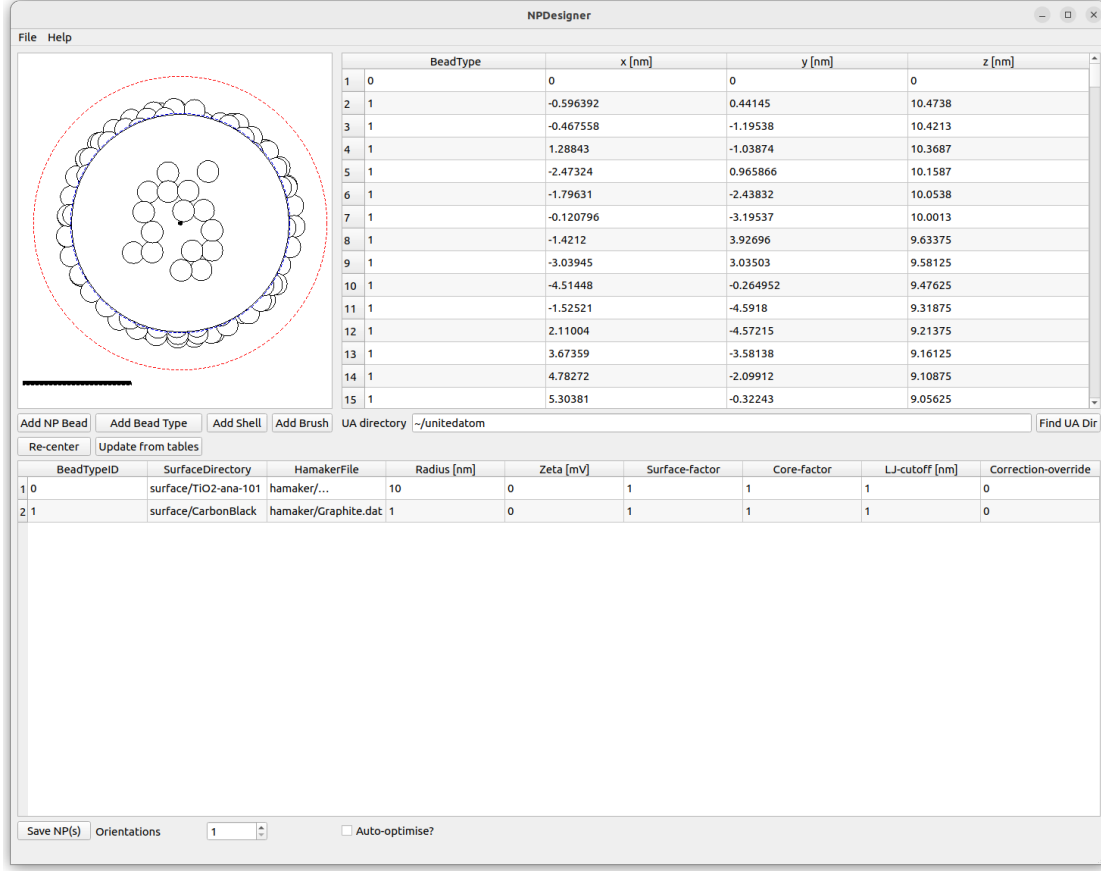 NPDesigner
File Help
BeadType x [nm] y [nm] z [nm]
1 0 0 0 0
2 1 -0.596392 0.44145 10.4738
3 1 -0.467558 -1.19538 10.4213
4 1 1.28843 -1.03874 10.3687
5 1 -2.47324 0.965866 10.1587
6 1 -1.79631 -2.43832 10.0538
7 1 -0.120796 -3.19537 10.0013
8 1 -1.4212 3.92696 9.63375
9 1 -3.03945 3.03503 9.58125
10 1 -4.51448 -0.264952 9.47625
11 1 -1.52521 -4.5918 9.31875
12 1 2.11004 -4.57215 9.21375
13 1 3.67359 -3.58138 9.16125
14 1 4.78272 -2.09912 9.10875
15 1 5.30381 -0.32243 9.05625
Add NP Bead Add Bead Type Add Shell Add Brush UA directory ~/unitedatom Find UA Dir
Re-center Update from tables
BeadTypeID SurfaceDirectory HamakerFile Radius [nm] Zeta [mV] Surface-factor Core-factor LJ-cutoff [nm] Correction-override
1 0 surface/TiO2-ana-101 hamaker/... 10 0 1 1 1 0
2 1 surface/CarbonBlack hamaker/Graphite.dat 1 0 1 1 1 0
Save NP(s) Orientations 1 Auto-optimise?